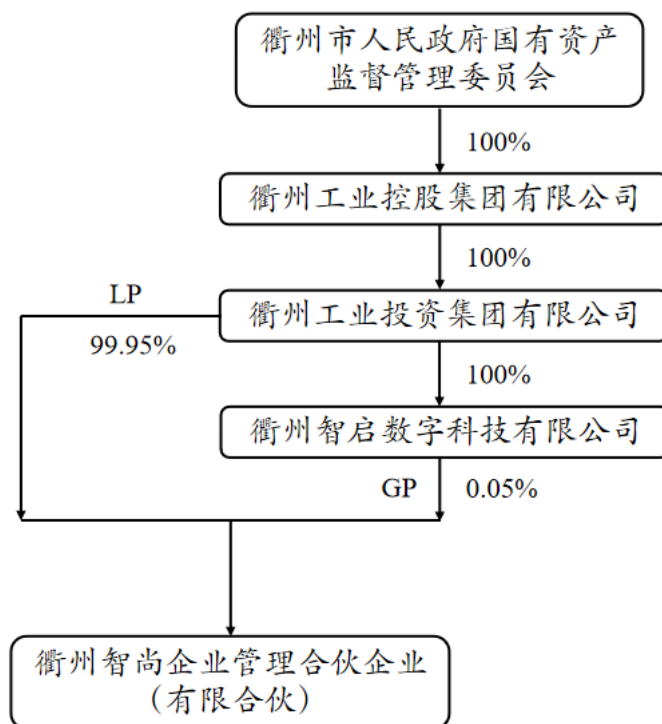 衢州市人民政府国有资产
监督管理委员会
100%
衢州工业控股集团有限公司
100%
LP
衢州工业投资集团有限公司
99.95%
100%
衢州智启数字科技有限公司
GP
0.05%
衢州智尚企业管理合伙企业
（有限合伙）